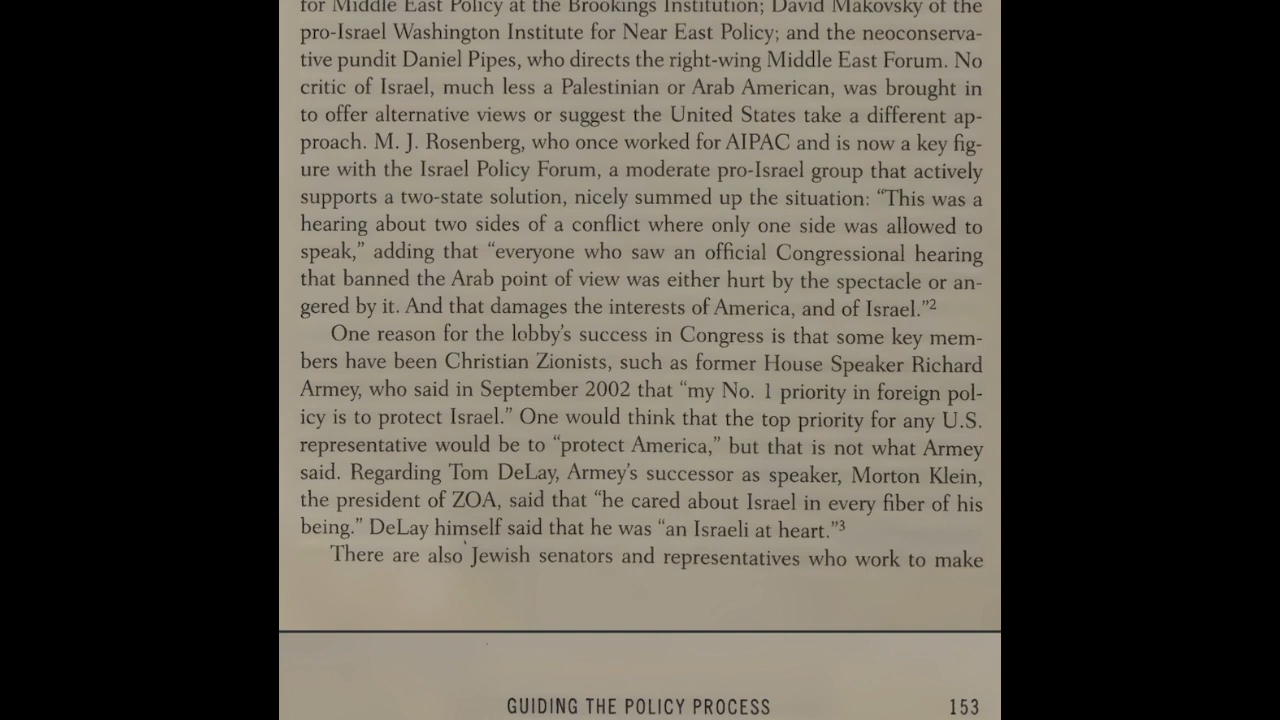 for Middle East Policy at the Brookings Institution; David Makovsky of the
pro-Israel Washington Institute for Near East Policy; and the neoconserva-
tive pundit Daniel Pipes, who directs the right-wing Middle East Forum. No
critic of Israel, much less a Palestinian or Arab American, was brought in
to offer alternative views or suggest the United States take a different ap-
proach. M. J. Rosenberg, who once worked for AIPAC and is now a key fig-
ure with the Israel Policy Forum, a moderate pro-Israel group that actively
supports a two-state solution, nicely summed up the situation: “This was a
hearing about two sides of a conflict where only one side was allowed to
speak,” adding that “everyone who saw an official Congressional hearing
that banned the Arab point of view was either hurt by the spectacle or an-
gered by it. And that damages the interests of America, and of Israel.”2
One reason for the lobby’s success in Congress is that some key mem-
bers have been Christian Zionists, such as former House Speaker Richard
Armey, who said in September 2002 that “my No. 1 priority in foreign pol-
icy is to protect Israel.” One would think that the top priority for any U.S.
representative would be to “protect America,” but that is not what Armey
said. Regarding Tom DeLay, Armey’s successor as speaker, Morton Klein,
the president of ZOA, said that “he cared about Israel in every fiber of his
being.” DeLay himself said that he was “an Israeli at heart.”3
There are also Jewish senators and representatives who work to make
GUIDING THE POLICY PROCESS 153